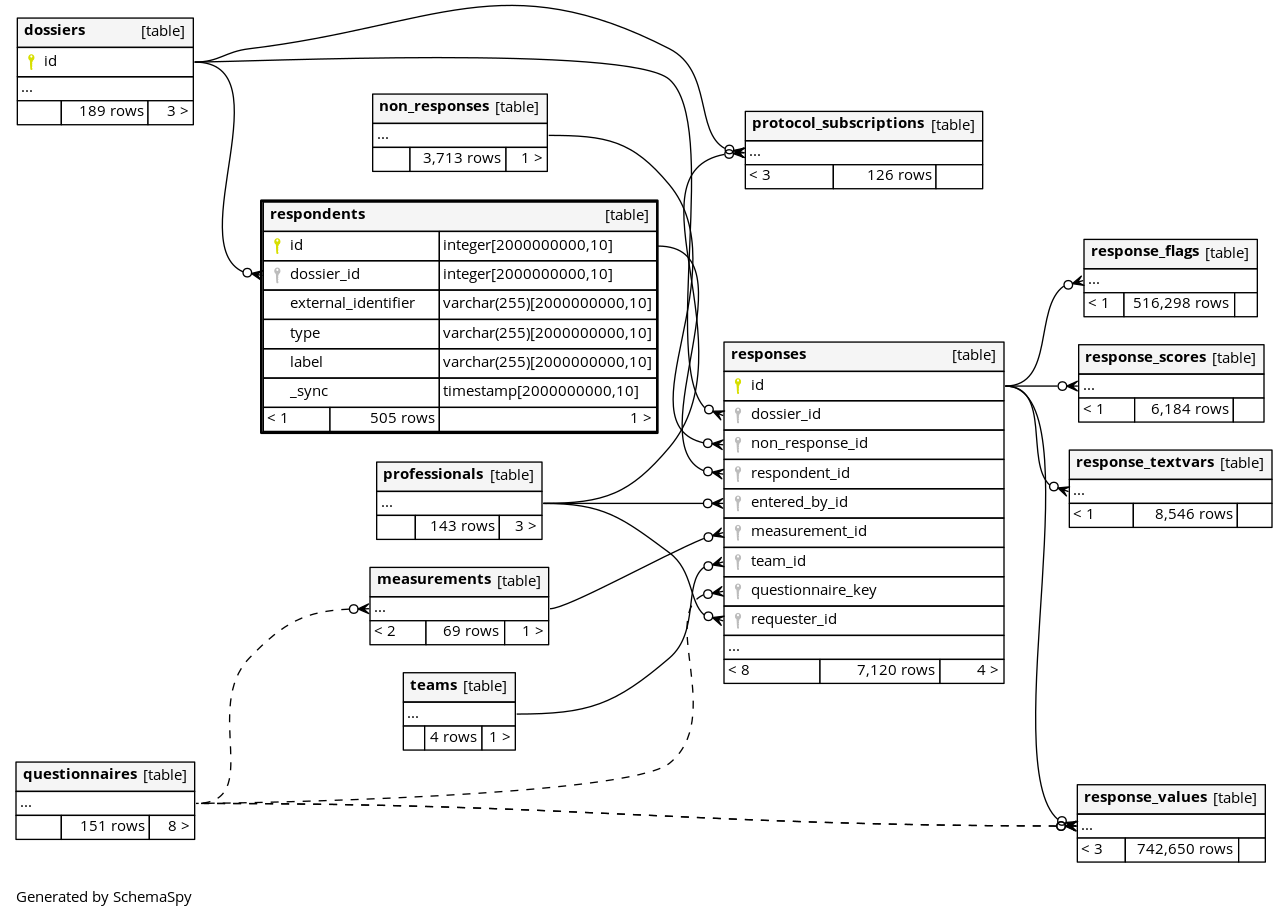 dossiers [table]
id
...
189 rows 3 >
non_responses [table]
...
3,713 rows 1 >
protocol_subscriptions [table]
...
< 3 126 rows
respondents [table]
id integer[2000000000,10]
dossier_id integer[2000000000,10]
external_identifier varchar(255)[2000000000,10]
type varchar(255)[2000000000,10]
label varchar(255)[2000000000,10]
_sync timestamp[2000000000,10]
< 1 505 rows 1 >
response_flags [table]
...
< 1 516,298 rows
responses [table]
id
dossier_id
non_response_id
respondent_id
entered_by_id
measurement_id
team_id
questionnaire_key
requester_id
...
< 8 7,120 rows 4 >
response_scores [table]
...
< 1 6,184 rows
response_textvars [table]
...
< 1 8,546 rows
professionals [table]
...
143 rows 3 >
measurements [table]
...
< 2 69 rows 1 >
teams [table]
...
4 rows 1 >
questionnaires [table]
...
151 rows 8 >
response_values [table]
...
< 3 742,650 rows
Generated by SchemaSpy